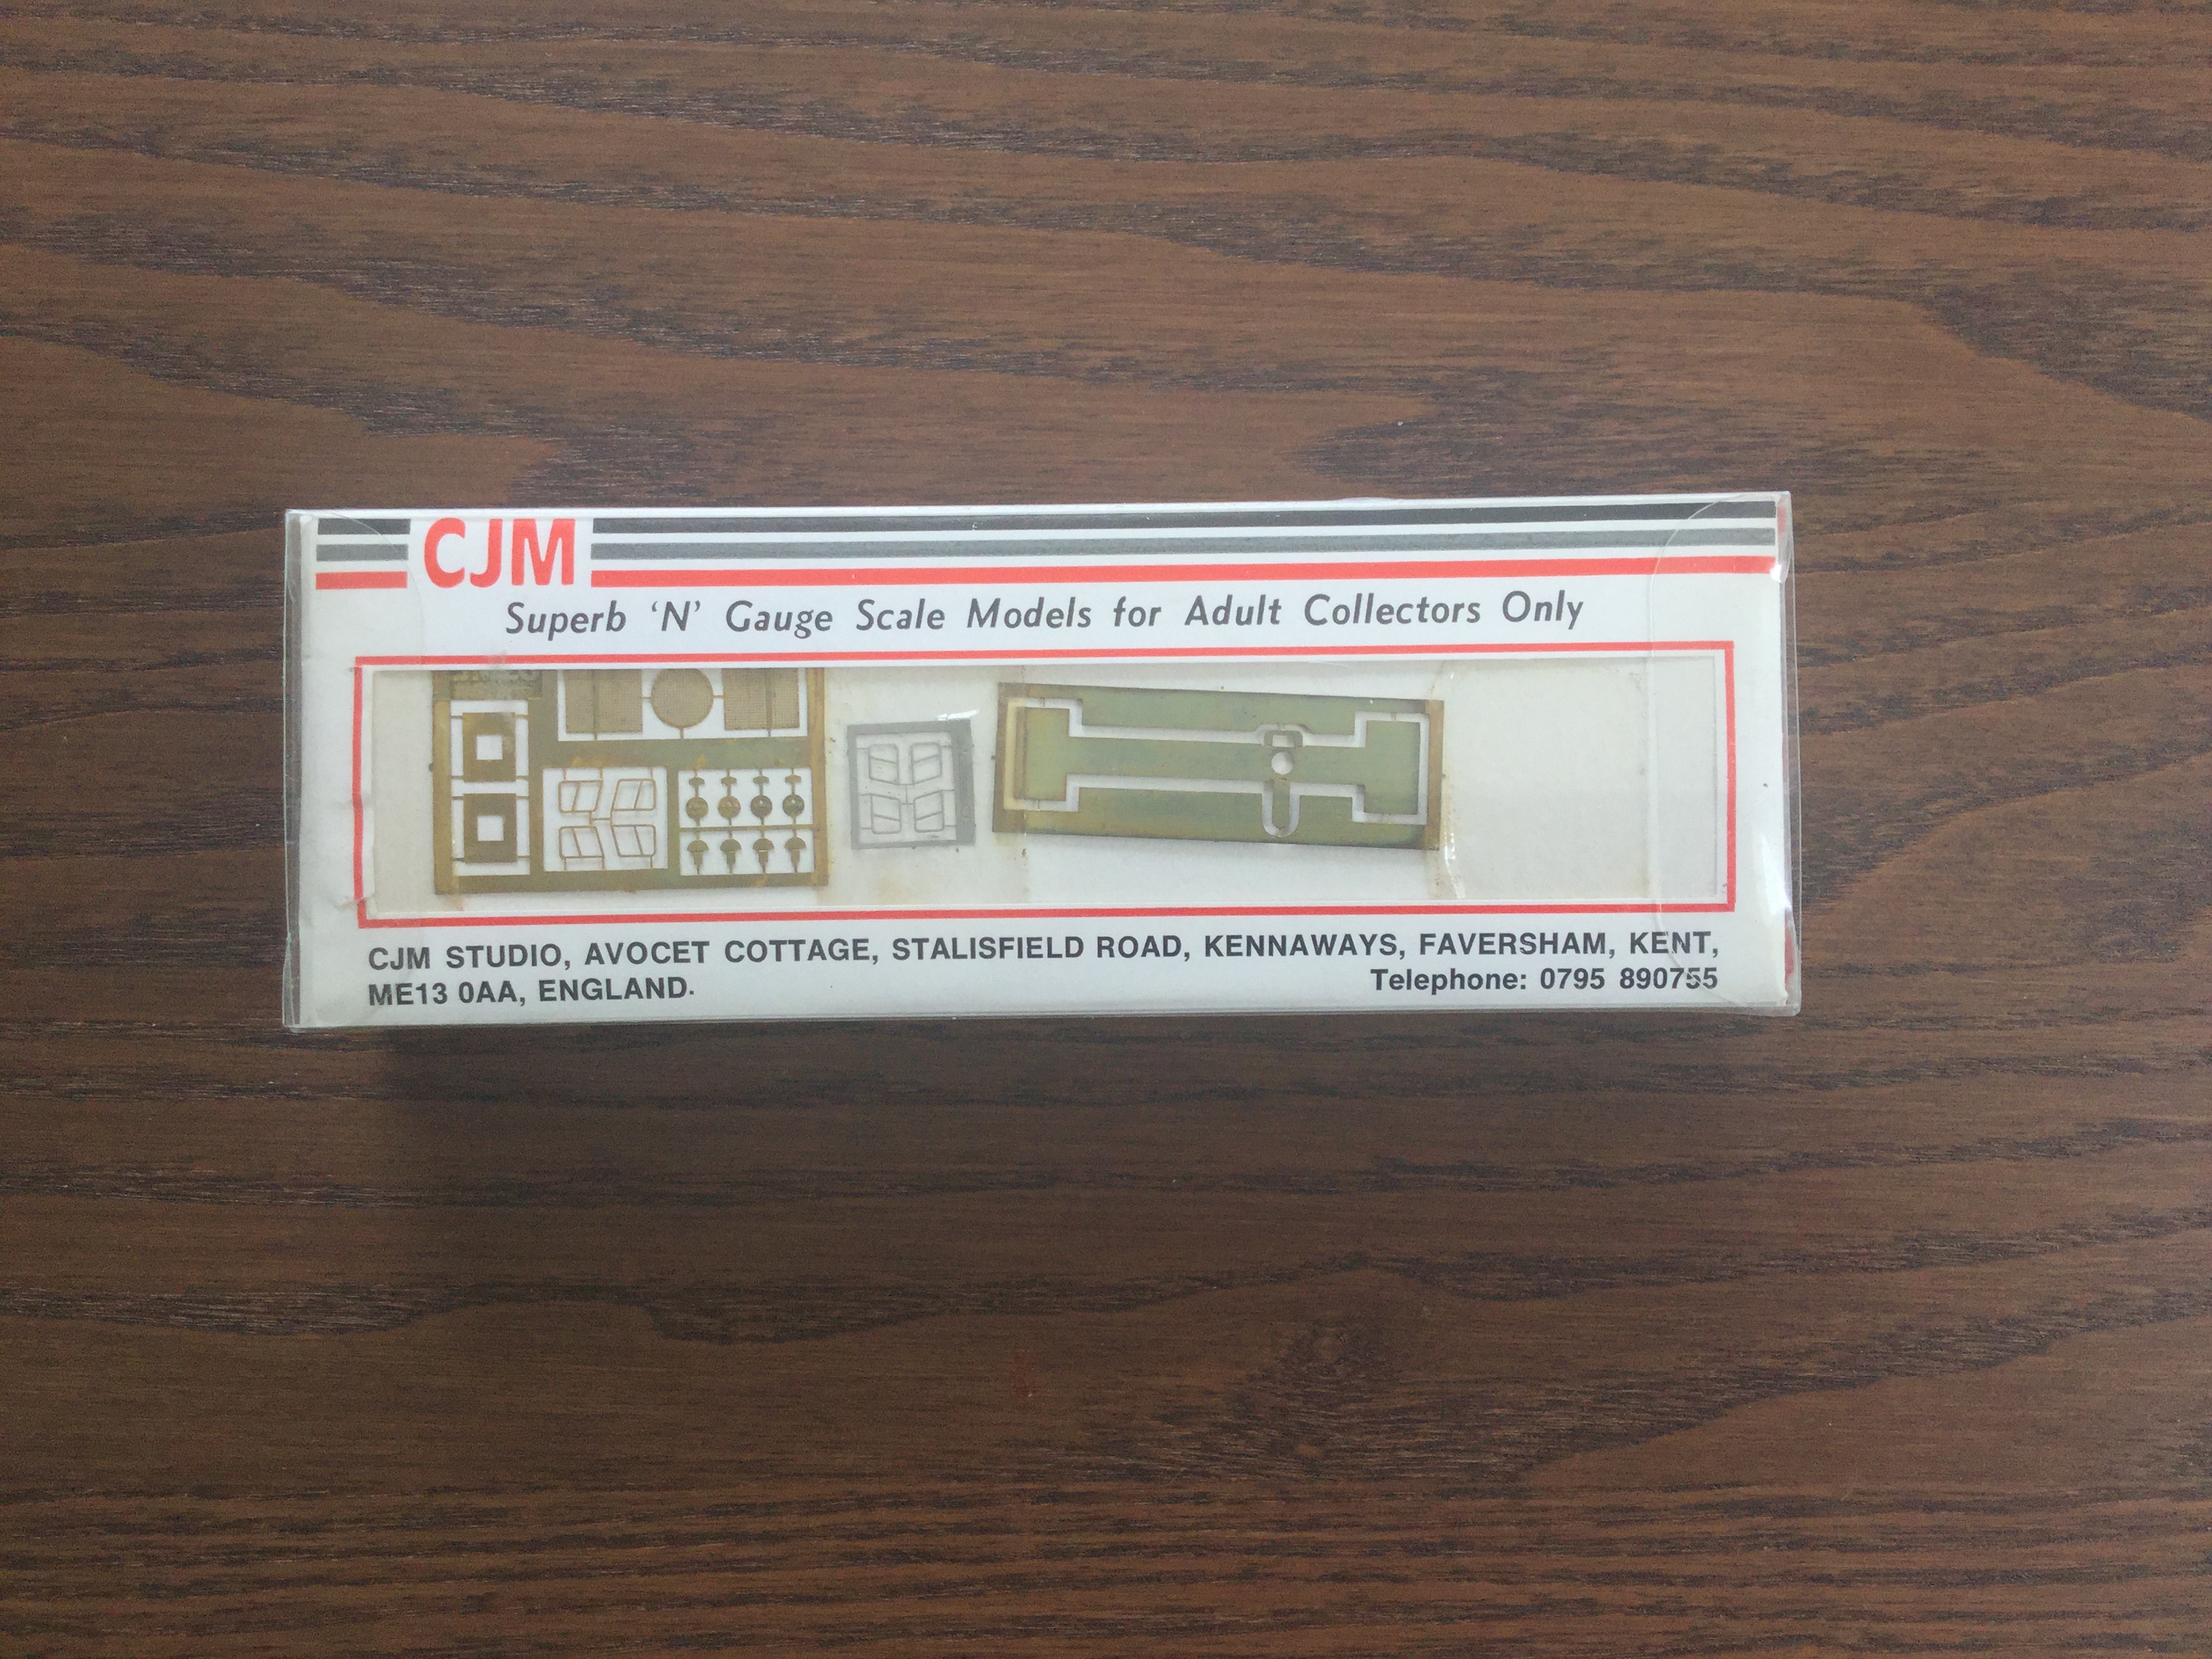 CJM
Superb ‘N’ Gauge Scale Models for Adult Collectors Only
CJM STUDIO, AVOCET COTTAGE, STALISFIELD ROAD, KENNAWAYS, FAVERSHAM, KENT,
ME13 0AA, ENGLAND.
Telephone: 0795 890755